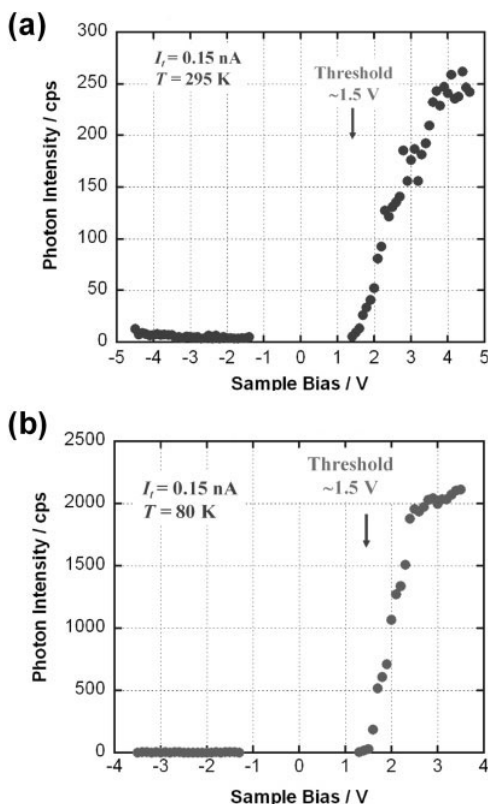 (a)
300
250
200
150
100
50
0
Photon Intensity / cps
It = 0.15 nA
T = 295 K
Threshold
~1.5 V
-5 -4 -3 -2 -1 0 1 2 3 4 5
Sample Bias / V
(b)
2500
2000
1500
1000
500
0
Photon Intensity / cps
It = 0.15 nA
T = 80 K
Threshold
~1.5 V
-4 -3 -2 -1 0 1 2 3 4
Sample Bias / V